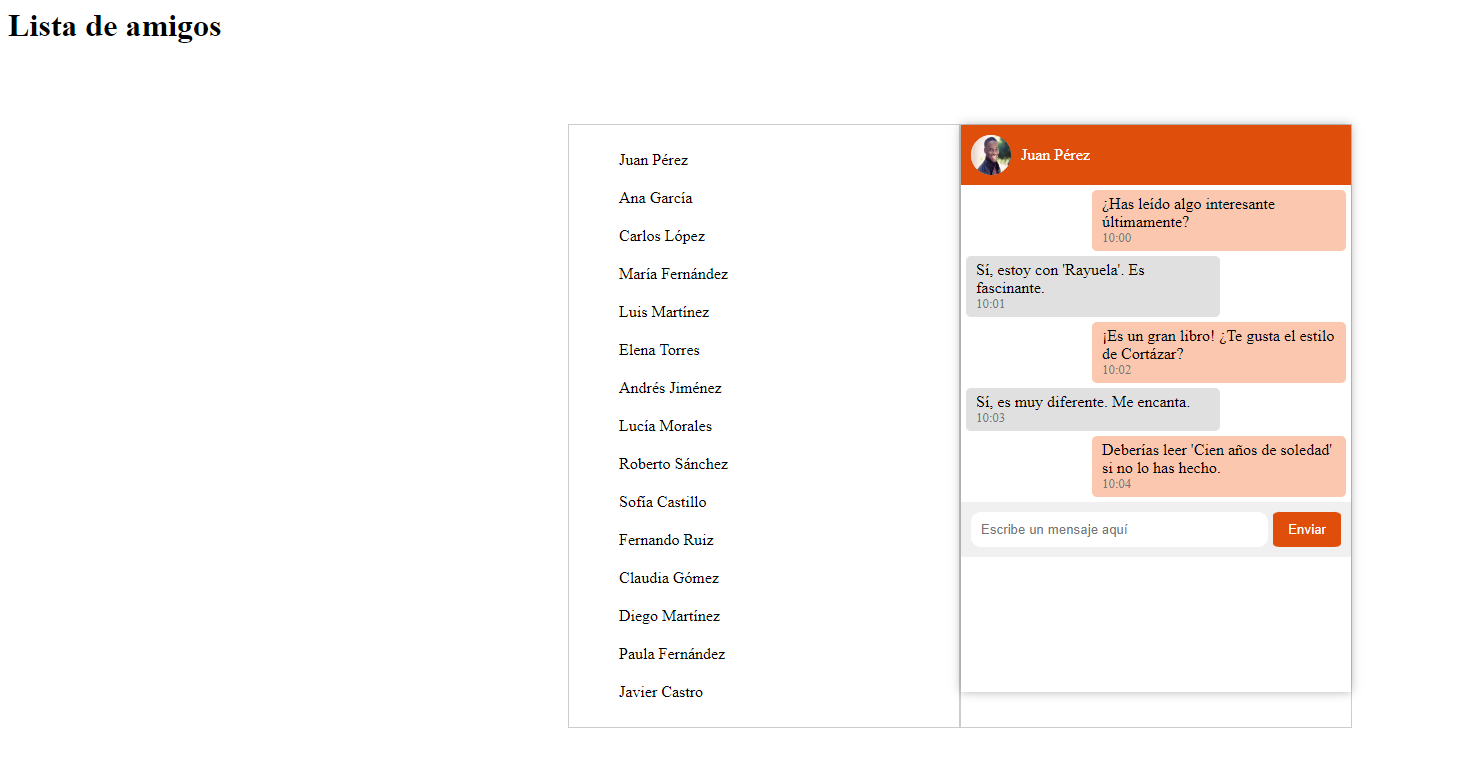 Lista de amigos
Juan Pérez
Ana García
Carlos López
María Fernández
Luis Martínez
Elena Torres
Andrés Jiménez
Lucía Morales
Roberto Sánchez
Sofía Castillo
Fernando Ruiz
Claudia Gómez
Diego Martínez
Paula Fernández
Javier Castro
Juan Pérez
¿Has leído algo interesante
últimamente?
10:00
Sí, estoy con 'Rayuela'. Es
fascinante.
10:01
¡Es un gran libro! ¿Te gusta el estilo
de Cortázar?
10:02
Sí, es muy diferente. Me encanta.
10:03
Deberías leer 'Cien años de soledad'
si no lo has hecho.
10:04
Escribe un mensaje aquí
Enviar